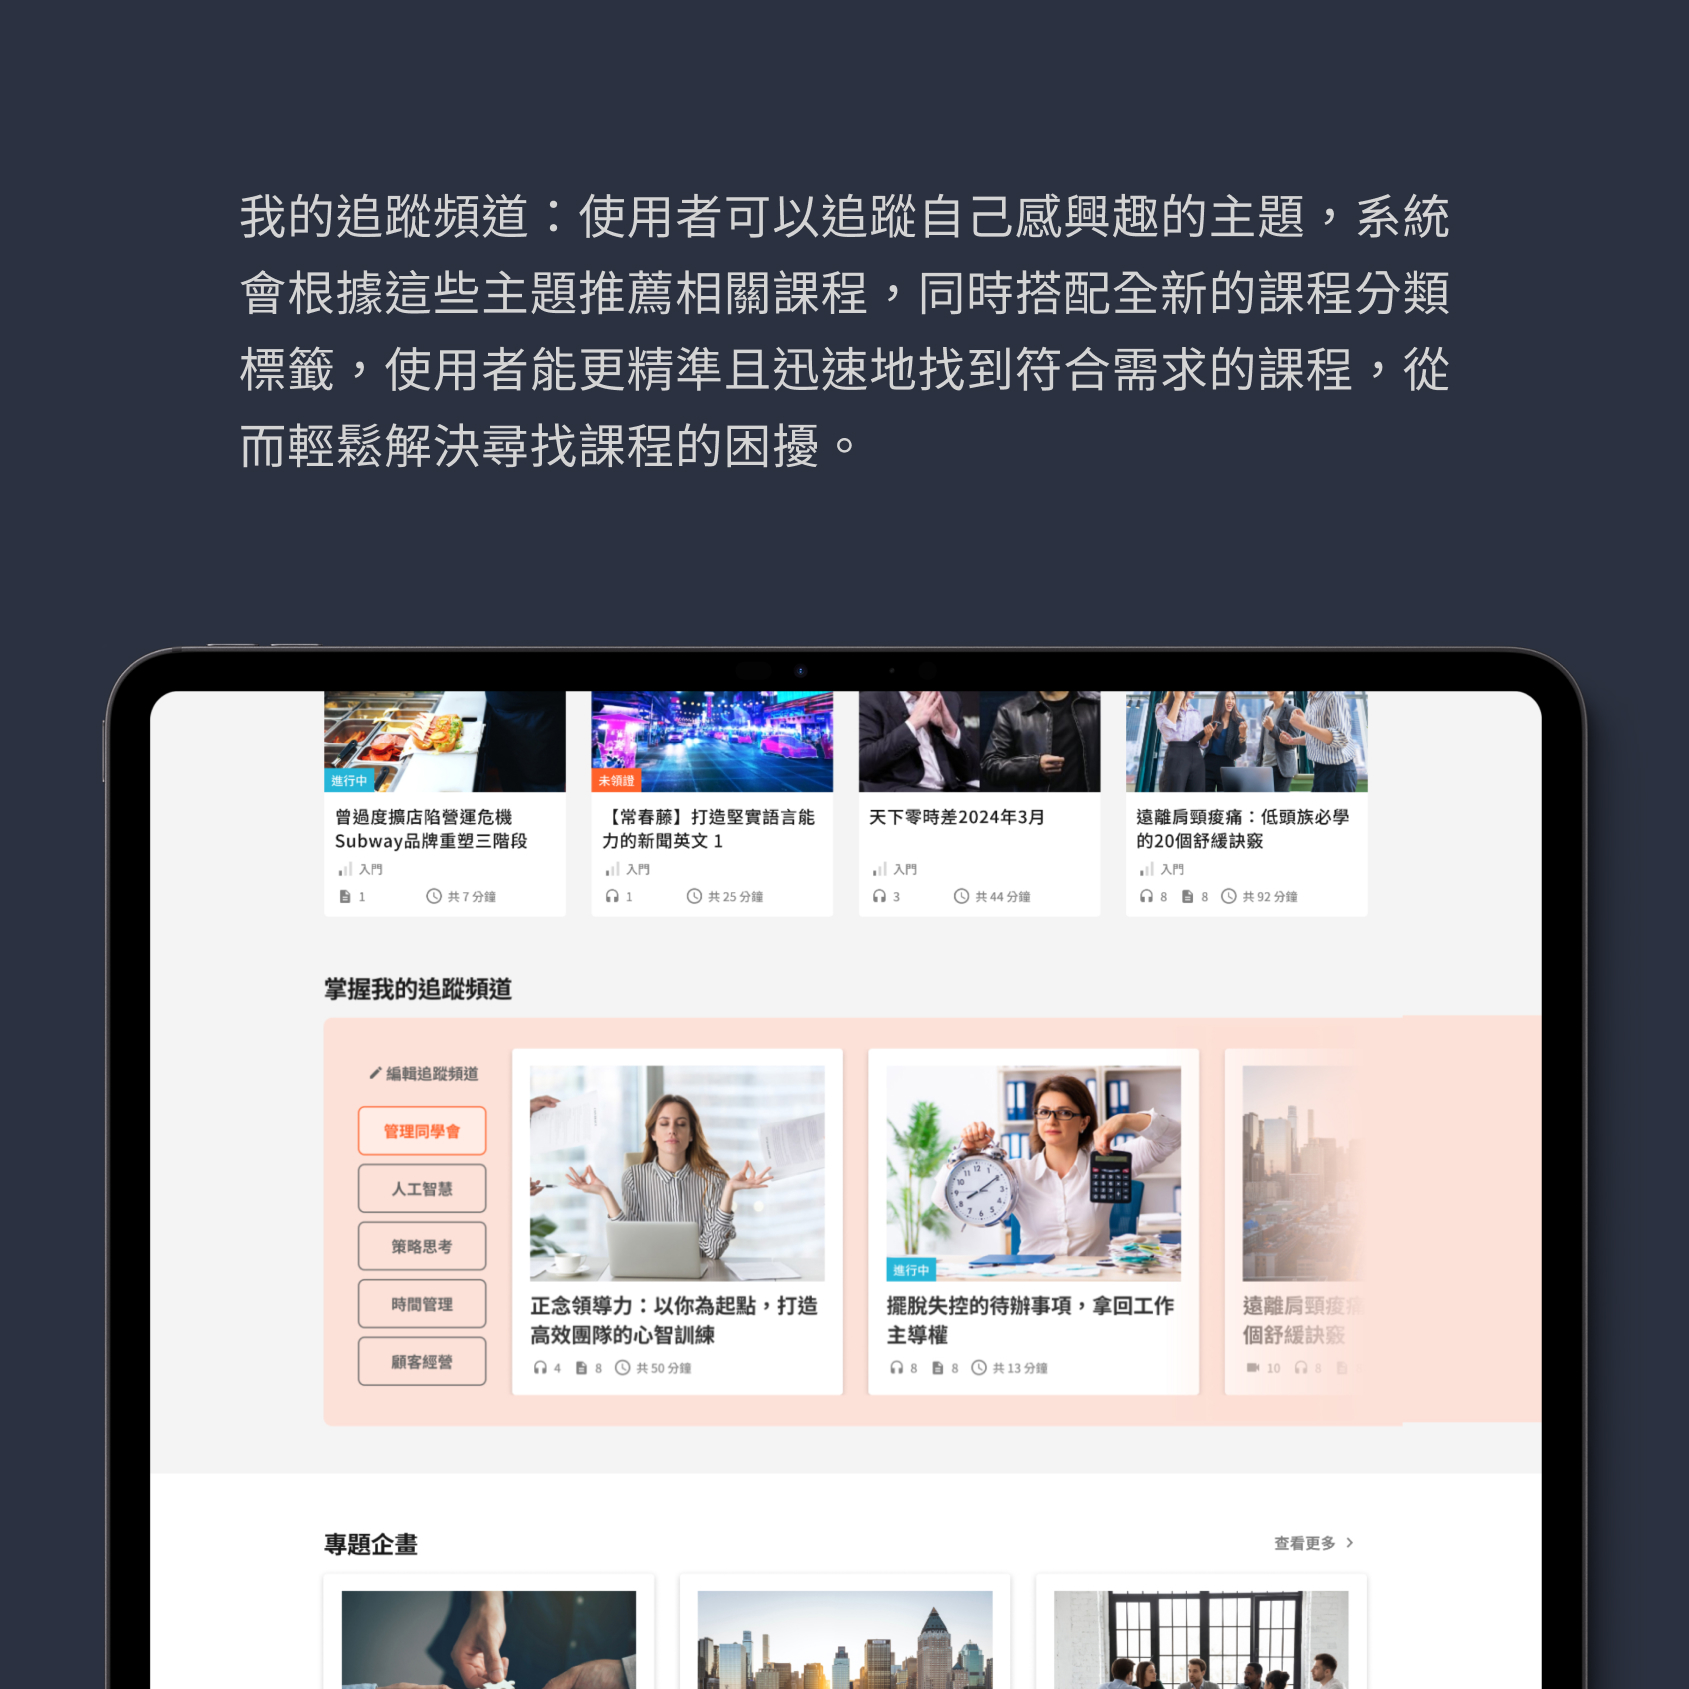 我的追蹤頻道：使用者可以追蹤自己感興趣的主題，系統
會根據這些主題推薦相關課程，同時搭配全新的課程分類
標籤，使用者能更精準且迅速地找到符合需求的課程，從
而輕鬆解決尋找課程的困擾。
進行中
曾過度擴店陷營運危機
Subway品牌重塑三階段
入門
1 共 7 分鐘
未領證
【常春藤】打造堅實語言能
力的新聞英文 1
入門
1 共 25 分鐘
天下零時差2024年3月
入門
3 共 44 分鐘
遠離肩頸痠痛：低頭族必學
的20個舒緩訣竅
入門
8 8 共 92 分鐘
掌握我的追蹤頻道
編輯追蹤頻道
管理同學會
人工智慧
策略思考
時間管理
顧客經營
正念領導力：以你為起點，打造
高效團隊的心智訓練
4 8 共 50 分鐘
進行中
擺脫失控的待辦事項，拿回工作
主導權
8 8 共 13 分鐘
遠離肩頸痠痛
個舒緩訣竅
10 8
專題企畫
查看更多